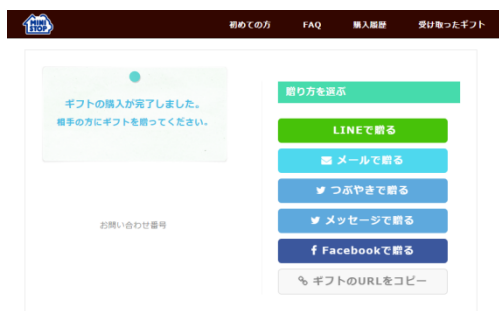 MINI
STOP
初めての方 FAQ 購入履歴 受け取ったギフト
ギフトの購入が完了しました。
相手の方にギフトを贈ってください。
お問い合わせ番号
贈り方を選ぶ
LINEで贈る
メールで贈る
つぶやきで贈る
メッセージで贈る
f Facebookで贈る
ギフトのURLをコピー